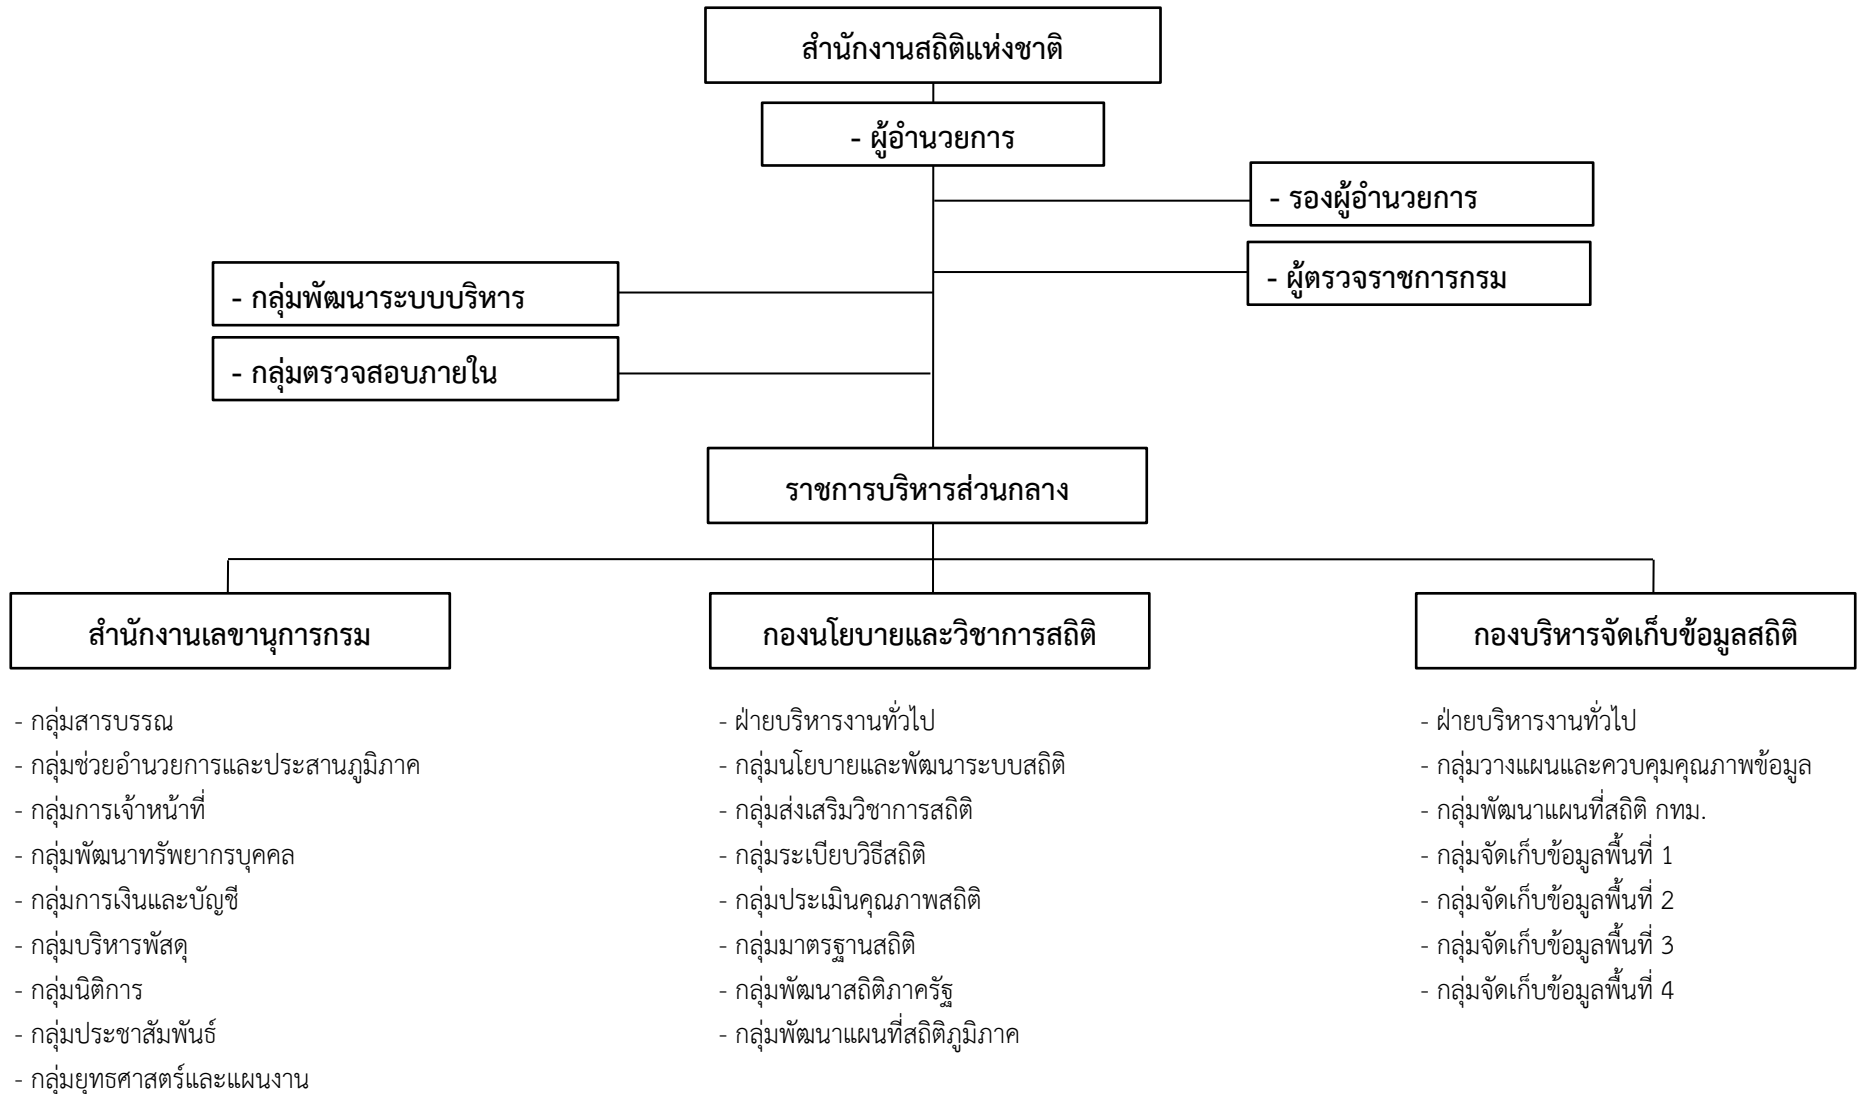 สำนักงานสถิติแห่งชาติ
- ผู้อำนวยการ
- รองผู้อำนวยการ
- ผู้ตรวจราชการกรม
- กลุ่มพัฒนาระบบบริหาร
- กลุ่มตรวจสอบภายใน
ราชการบริหารส่วนกลาง
สำนักงานเลขานุการกรม
- กลุ่มสารบรรณ
- กลุ่มช่วยอำนวยการและประสานภูมิภาค
- กลุ่มการเจ้าหน้าที่
- กลุ่มพัฒนาทรัพยากรบุคคล
- กลุ่มการเงินและบัญชี
- กลุ่มบริหารพัสดุ
- กลุ่มนิติการ
- กลุ่มประชาสัมพันธ์
- กลุ่มยุทธศาสตร์และแผนงาน
กองนโยบายและวิชาการสถิติ
- ฝ่ายบริหารงานทั่วไป
- กลุ่มนโยบายและพัฒนาระบบสถิติ
- กลุ่มส่งเสริมวิชาการสถิติ
- กลุ่มระเบียบวิธีสถิติ
- กลุ่มประเมินคุณภาพสถิติ
- กลุ่มมาตรฐานสถิติ
- กลุ่มพัฒนาสถิติภาครัฐ
- กลุ่มพัฒนาแผนที่สถิติภูมิภาค
กองบริหารจัดเก็บข้อมูลสถิติ
- ฝ่ายบริหารงานทั่วไป
- กลุ่มวางแผนและควบคุมคุณภาพข้อมูล
- กลุ่มพัฒนาแผนที่สถิติ กทม.
- กลุ่มจัดเก็บข้อมูลพื้นที่ 1
- กลุ่มจัดเก็บข้อมูลพื้นที่ 2
- กลุ่มจัดเก็บข้อมูลพื้นที่ 3
- กลุ่มจัดเก็บข้อมูลพื้นที่ 4